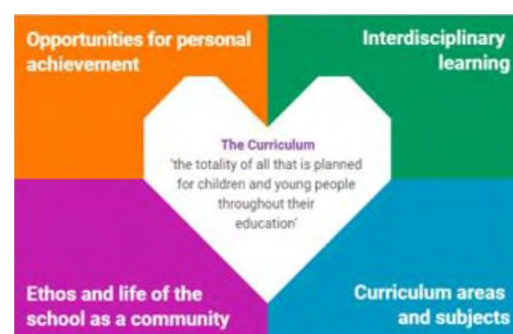 Opportunities for personal
achievement
Interdisciplinary
learning
The Curriculum
'the totality of all that is planned
for children and young people
throughout their
education'
Ethos and life of the
school as a community
Curriculum areas
and subjects